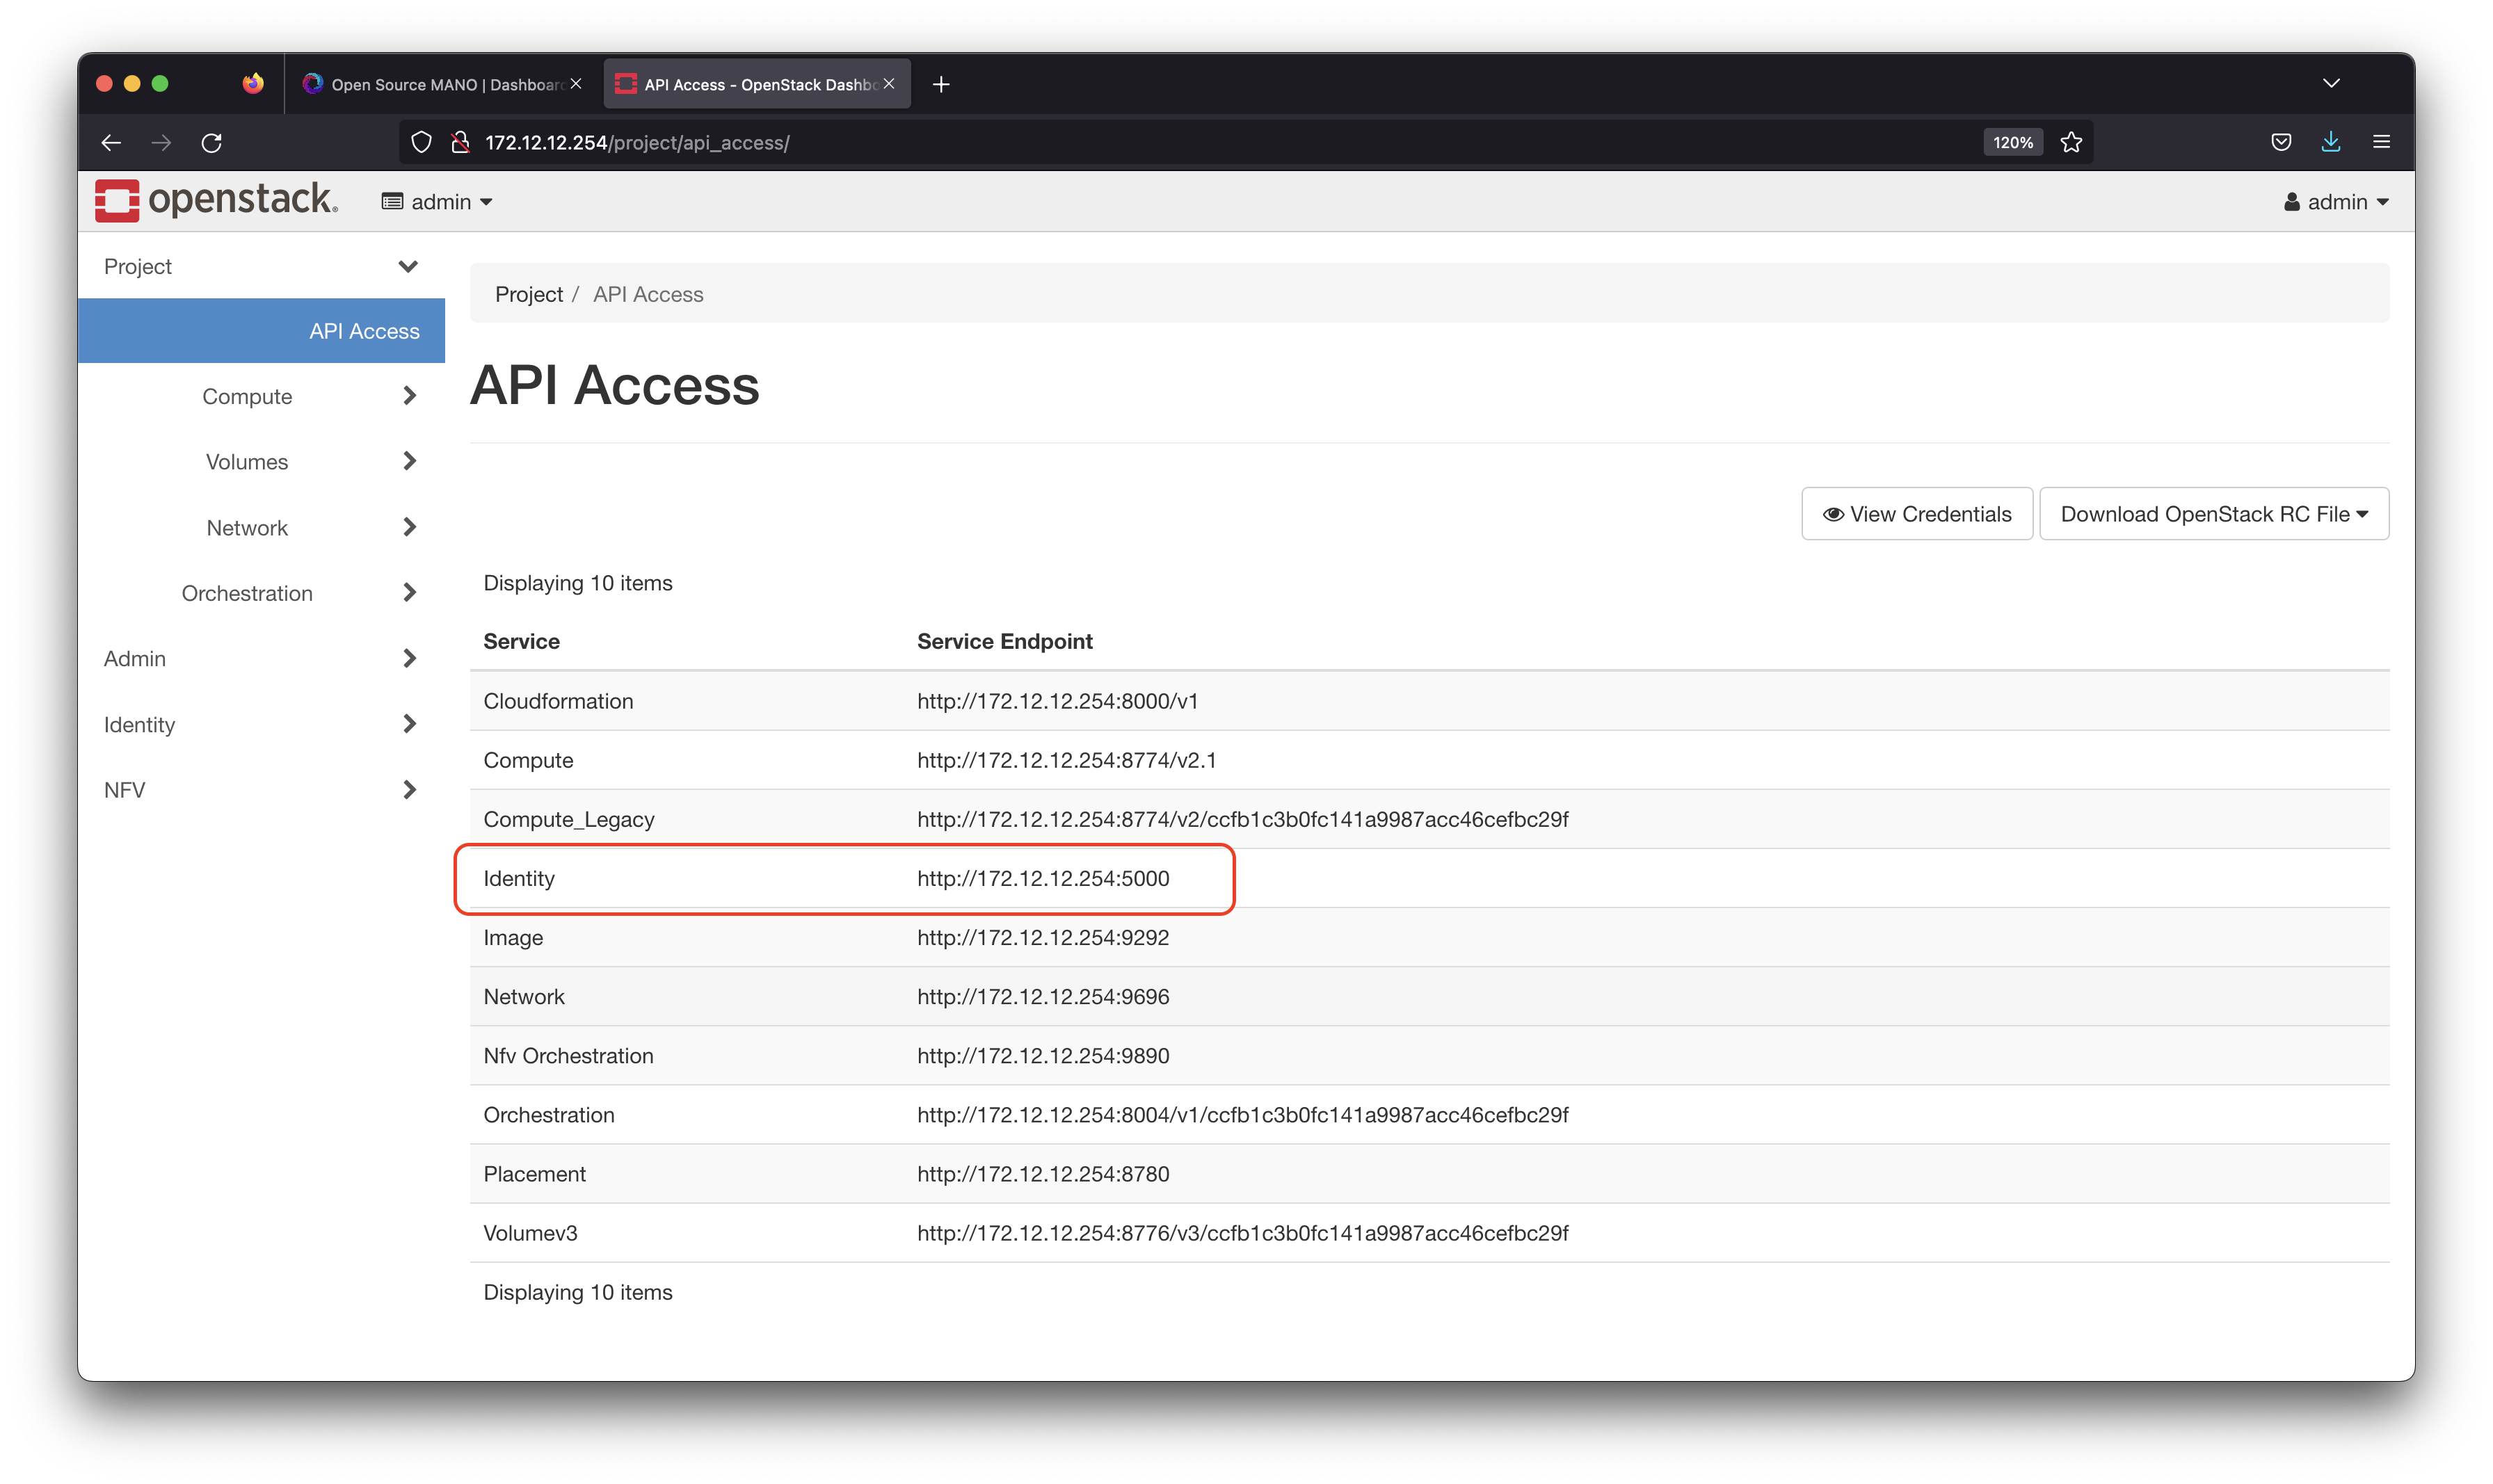 Open Source MANO | Dashboard
API Access - OpenStack Dashbo
172.12.12.254/project/api_access/
120%
openstack.
admin
admin
Project
API Access
Compute
Volumes
Network
Orchestration
Admin
Identity
NFV
Project / API Access
API Access
View Credentials
Download OpenStack RC File
Displaying 10 items
Service Service Endpoint
Cloudformation http://172.12.12.254:8000/v1
Compute http://172.12.12.254:8774/v2.1
Compute_Legacy http://172.12.12.254:8774/v2/ccfb1c3b0fc141a9987acc46cefbc29f
Identity http://172.12.12.254:5000
Image http://172.12.12.254:9292
Network http://172.12.12.254:9696
Nfv Orchestration http://172.12.12.254:9890
Orchestration http://172.12.12.254:8004/v1/ccfb1c3b0fc141a9987acc46cefbc29f
Placement http://172.12.12.254:8780
Volumev3 http://172.12.12.254:8776/v3/ccfb1c3b0fc141a9987acc46cefbc29f
Displaying 10 items